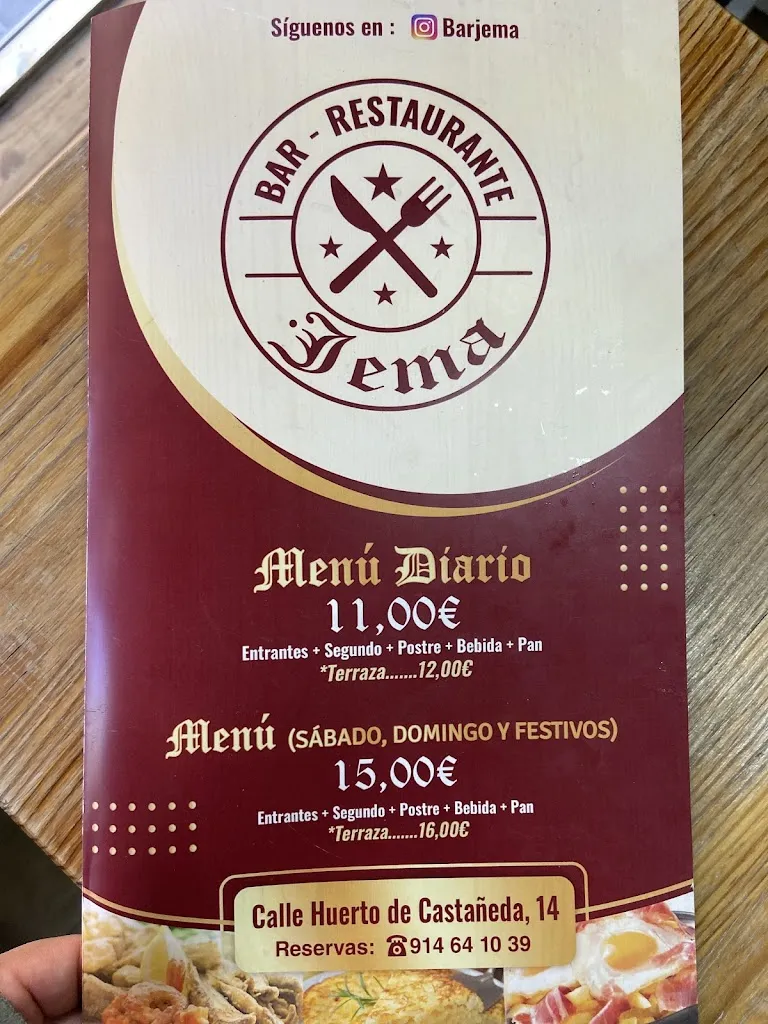 Síguenos en : Barjema
BAR - RESTAURANTE
Jema
Menú Diario
11,00€
Entrantes + Segundo + Postre + Bebida + Pan
*Terraza.......12,00€
Menú (SÁBADO, DOMINGO Y FESTIVOS)
15,00€
Entrantes + Segundo + Postre + Bebida + Pan
*Terraza.......16,00€
Calle Huerto de Castañeda, 14
Reservas: ☎914 64 10 39